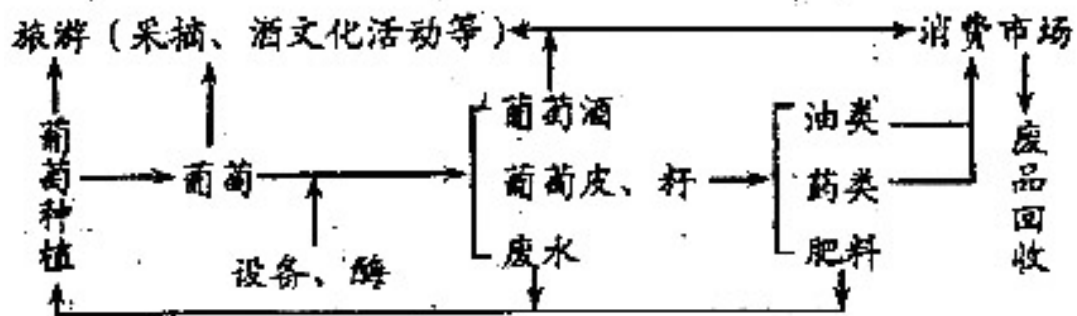 旅游（采摘、酒文化活动等）
消费市场
葡萄种植
葡萄
葡萄酒
葡萄皮、籽
废水
设备、酶
油类
药类
肥料
废品回收